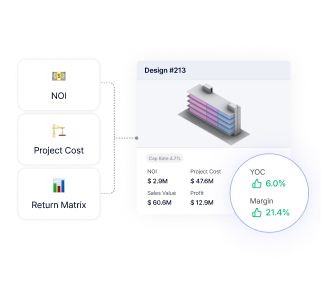 NOI
Project Cost
Return Matrix
Design #213
Cap Rate 4.7%
NOI
Project Cost
$ 2.9M
$ 47.6M
Sales Value
Profit
$ 60.6M
$ 12.9M
YOC
6.0%
Margin
21.4%